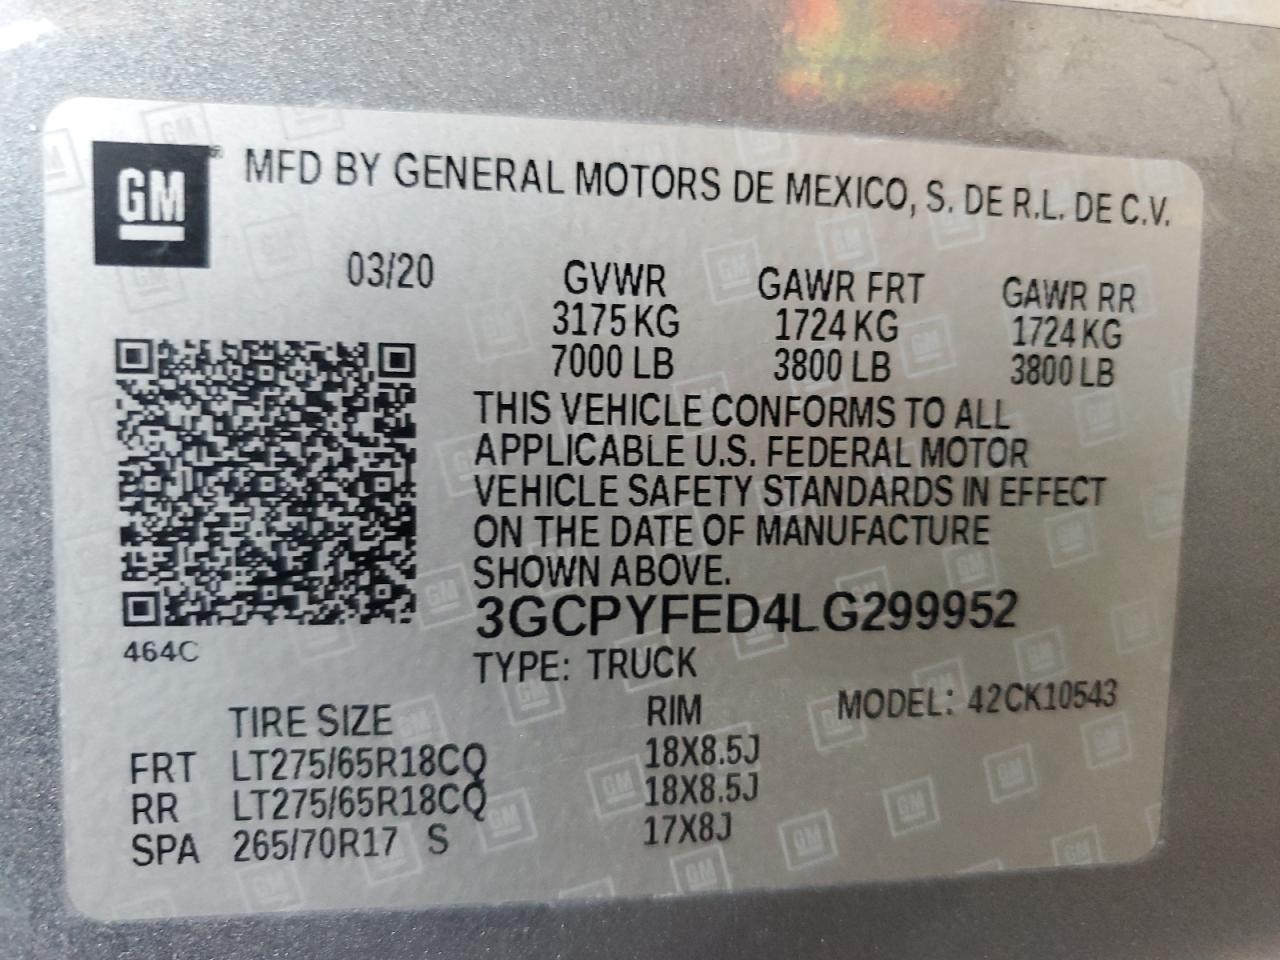 GM® MFD BY GENERAL MOTORS DE MEXICO, S. DE R.L. DE C.V.
03/20 GVWR GAWR FRT GAWR RR
3175 KG 1724 KG 1724 KG
7000 LB 3800 LB 3800 LB
THIS VEHICLE CONFORMS TO ALL
APPLICABLE U.S. FEDERAL MOTOR
VEHICLE SAFETY STANDARDS IN EFFECT
ON THE DATE OF MANUFACTURE
SHOWN ABOVE.
3GCPYFED4LG299952
464C
TYPE: TRUCK
TIRE SIZE RIM MODEL: 42CK10543
FRT LT275/65R18CQ 18X8.5J
RR LT275/65R18CQ 18X8.5J
SPA 265/70R17 S 17X8J